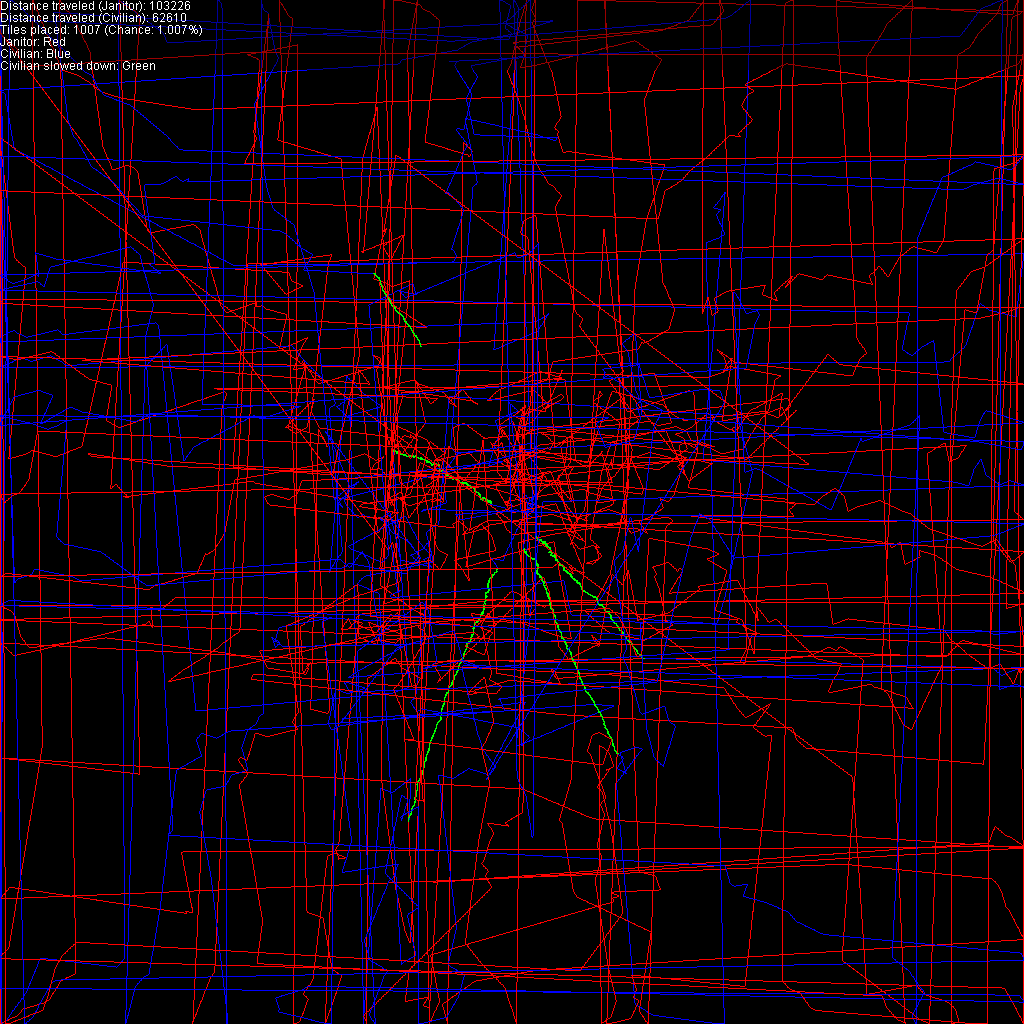 Distance traveled (Janitor): 103226
Distance traveled (Civilian): 62610
Tiles placed: 1007 (Chance: 1.007%)
Janitor: Red
Civilian: Blue
Civilian slowed down: Green